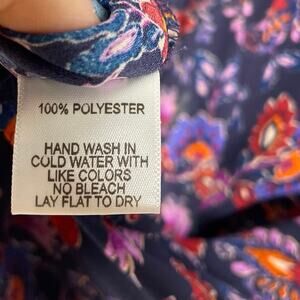 100% POLYESTER
HAND WASH IN
COLD WATER WITH
LIKE COLORS
NO BLEACH
LAY FLAT TO DRY